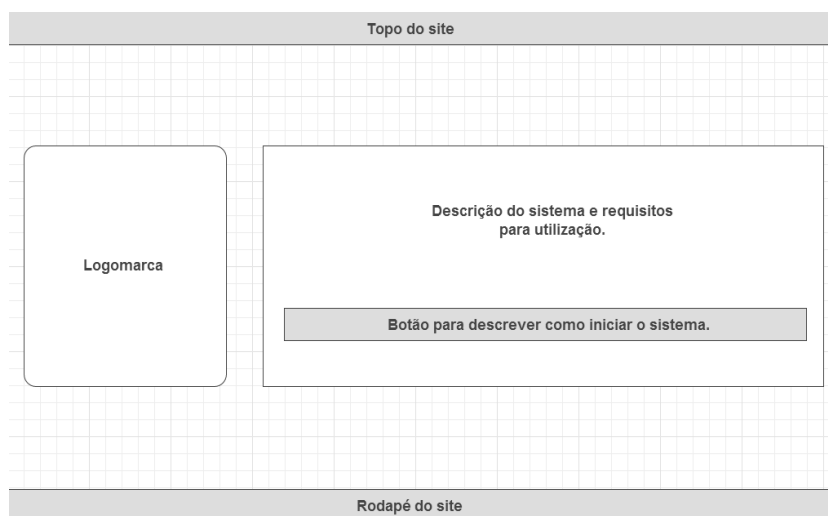 Topo do site
Logomarca
Descrição do sistema e requisitos
para utilização.
Botão para descrever como iniciar o sistema.
Rodapé do site